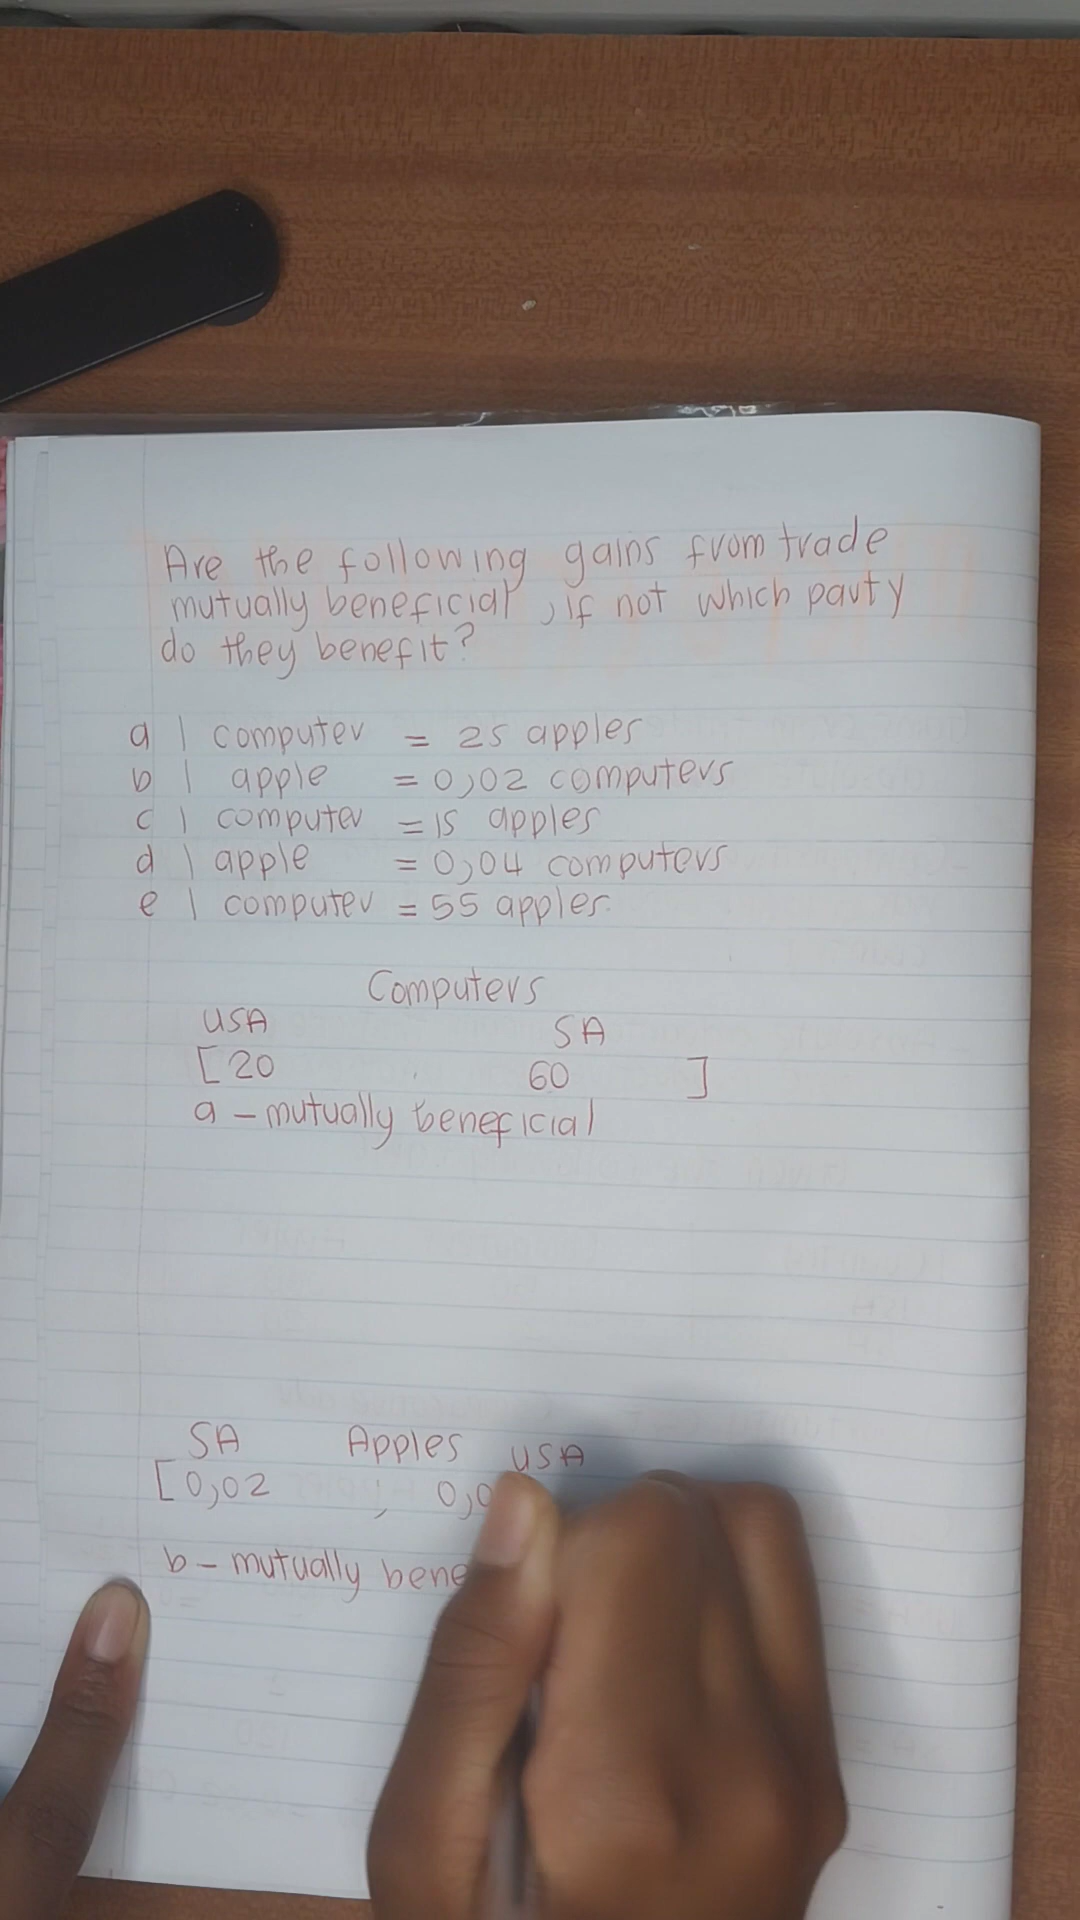 Are the following gains from trade
mutually beneficial, if not which party
do they benefit?
a 1 computer = 25 apples
b 1 apple = 0,02 computers
c 1 computer = 15 apples
d 1 apple = 0,04 computers
e 1 computer = 55 apples.
Computers
USA SA
[20 60 ]
a - mutually beneficial
SA Apples USA
[0,02 ; 0,0
b - mutually bene